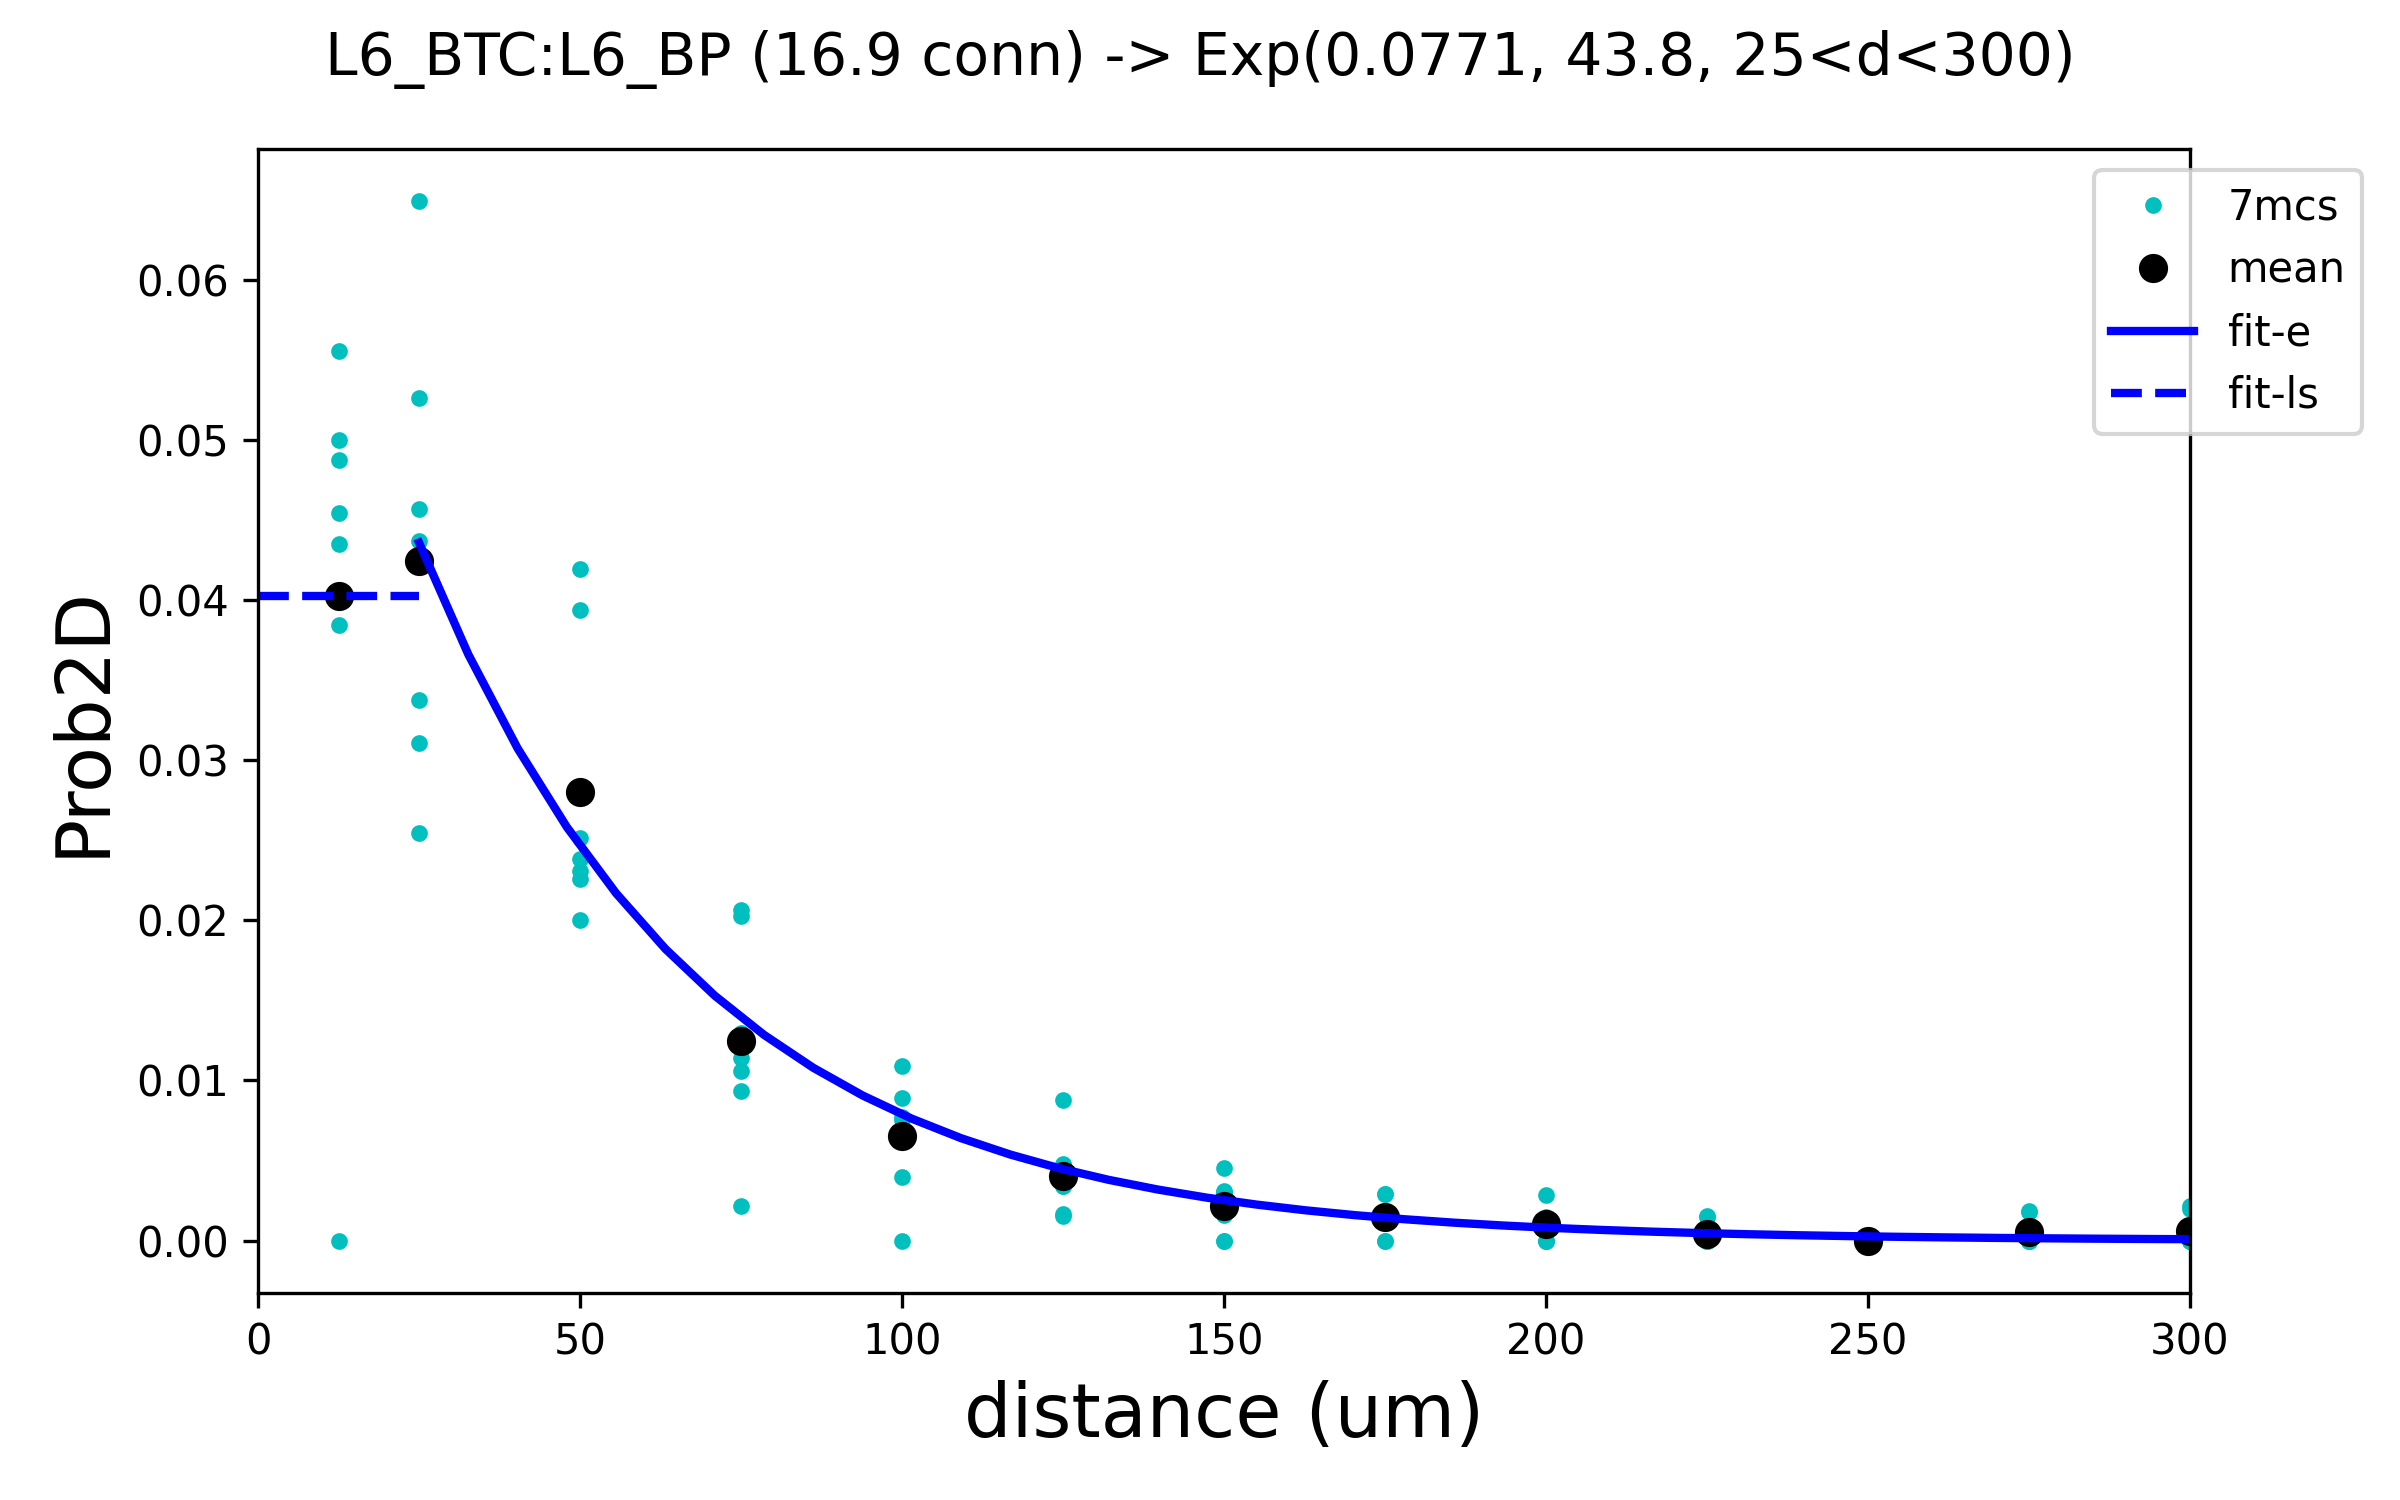 L6_BTC:L6_BP (16.9 conn) -> Exp(0.0771, 43.8, 25<d<300)
7mcs
mean
fit-e
fit-ls
Prob2D
0.06
0.05
0.04
0.03
0.02
0.01
0.00
0 50 100 150 200 250 300
distance (um)